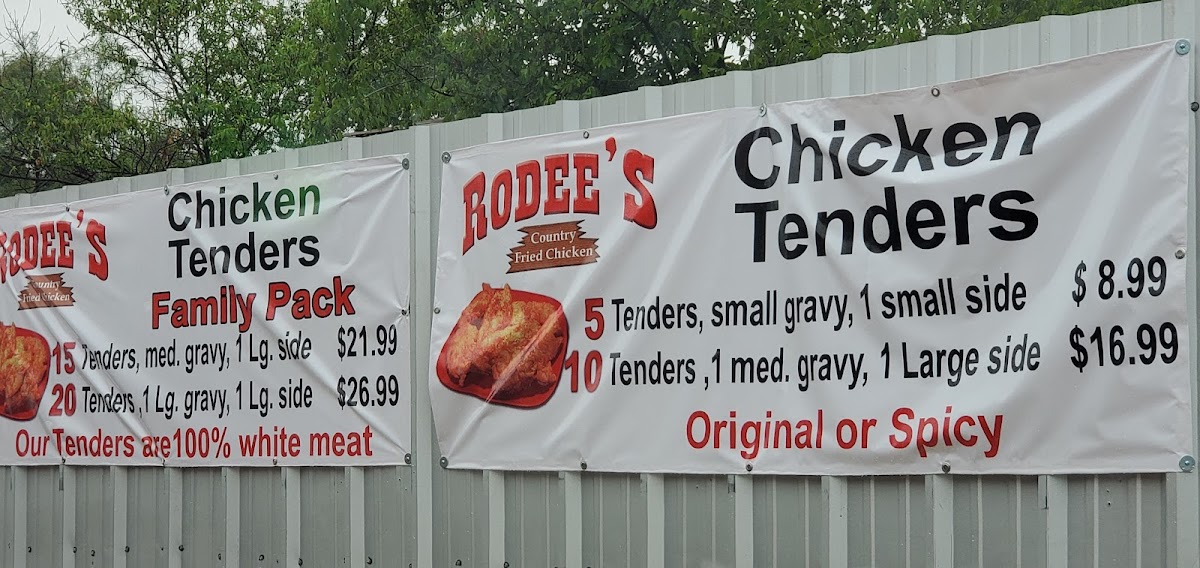 RODEE'S
Country
Fried Chicken
Chicken
Tenders
Family Pack
15 Tenders, med. gravy, 1 Lg. side $21.99
20 Tenders ,1 Lg. gravy, 1 Lg. side $26.99
Our Tenders are 100% white meat
RODEE'S
Country
Fried Chicken
Chicken
Tenders
5 Tenders, small gravy, 1 small side $ 8.99
10 Tenders ,1 med. gravy, 1 Large side $16.99
Original or Spicy